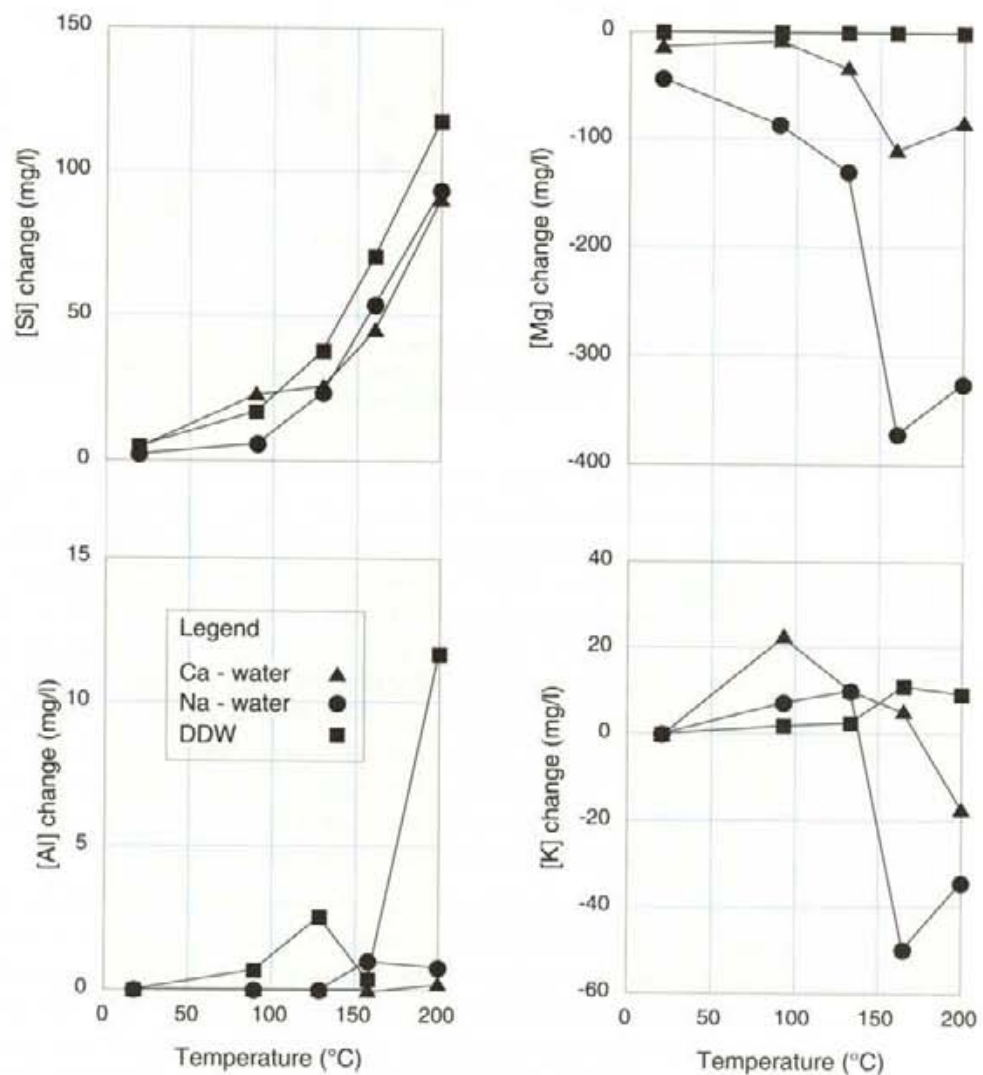 [Si] change (mg/l)
150
100
50
0
[Mg] change (mg/l)
0
-100
-200
-300
-400
[Al] change (mg/l)
15
10
5
0
Legend
Ca - water
Na - water
DDW
0 50 100 150 200
Temperature (°C)
[K] change (mg/l)
40
20
0
-20
-40
-60
0 50 100 150 200
Temperature (°C)